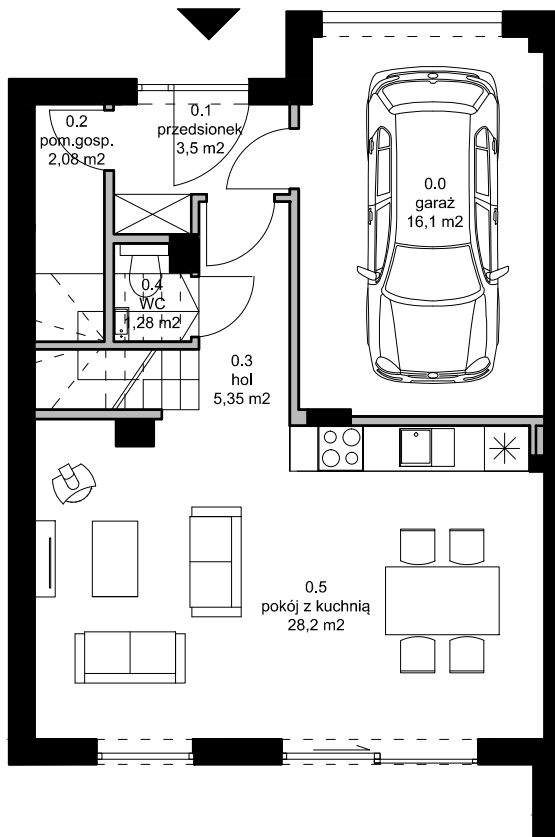 0.1
przedsionek
3,5 m2
0.2
pom.gosp.
2,08 m2
0.0
garaż
16,1 m2
0.4
WC
1,28 m2
0.3
hol
5,35 m2
0.5
pokój z kuchnią
28,2 m2